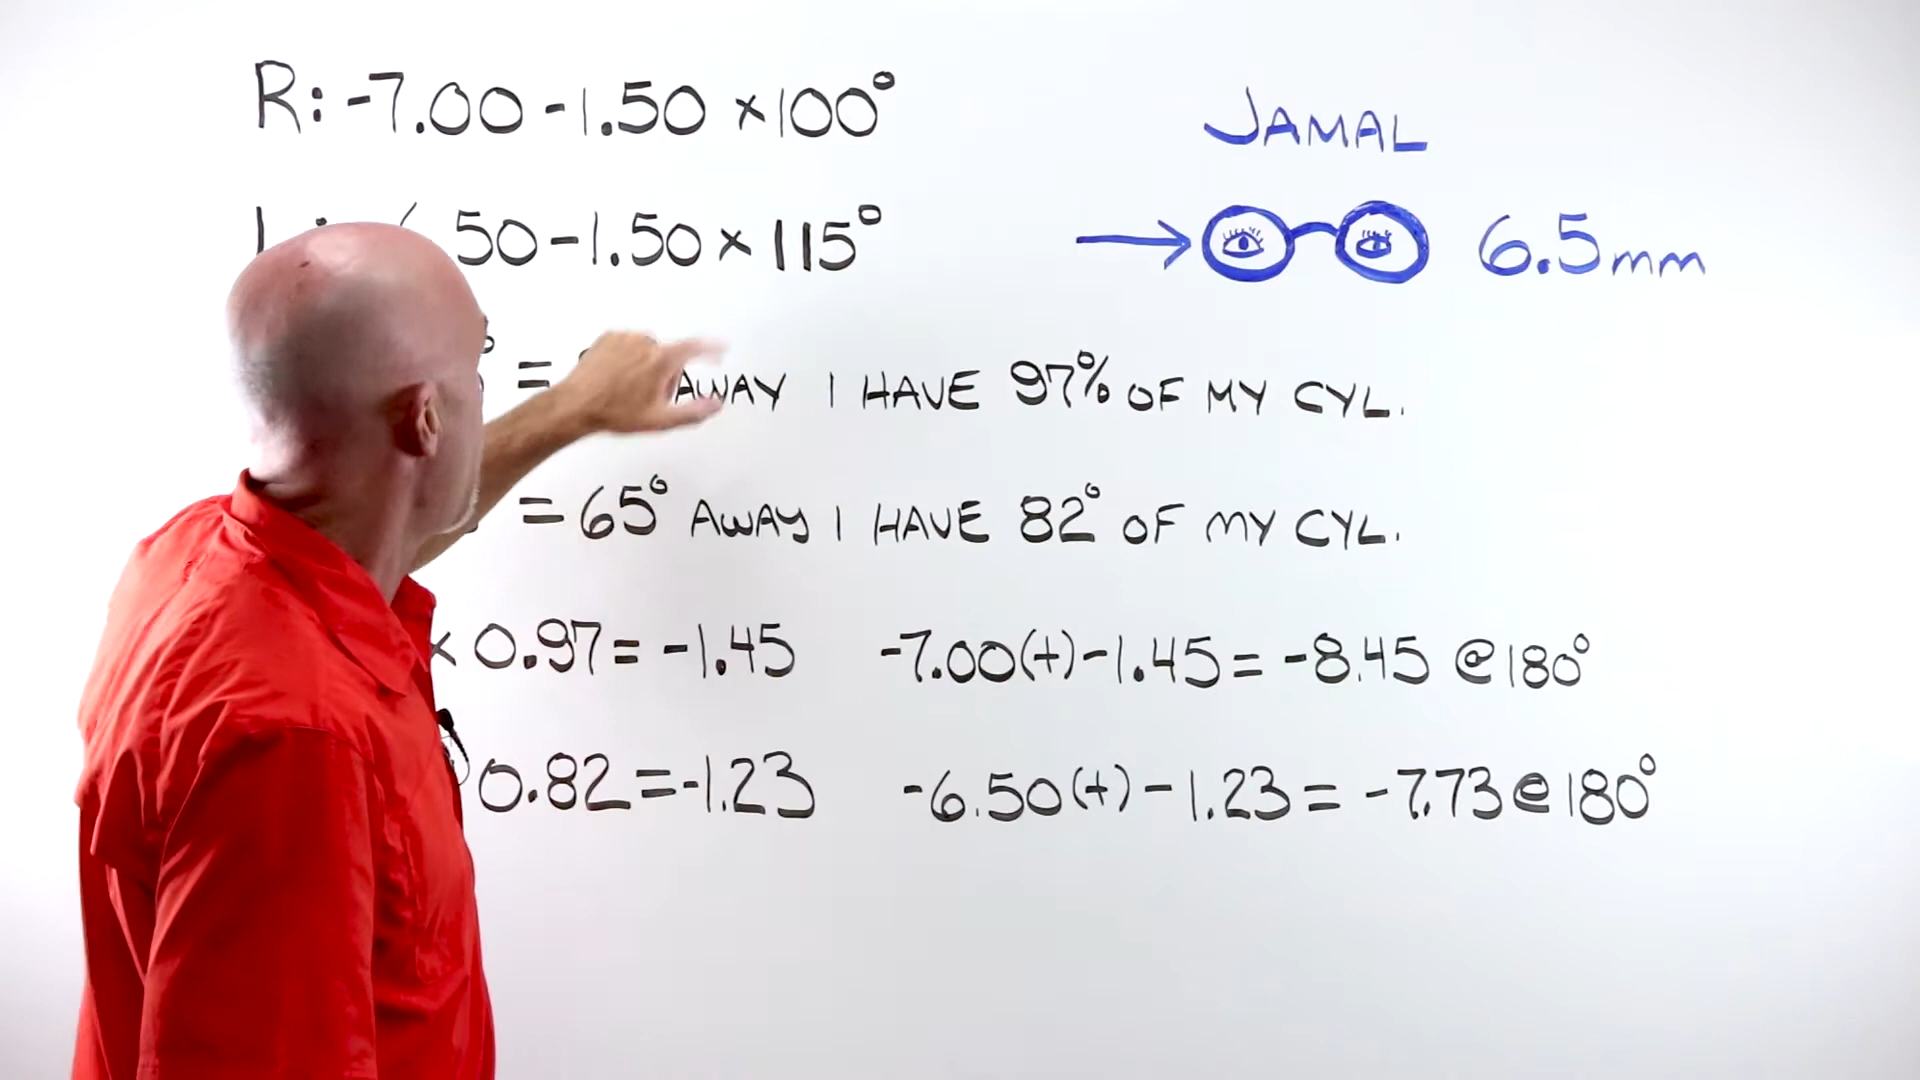 R: -7.00 -1.50 ×100°
JAMAL
50 -1.50 × 115°
6.5mm
° = AWAY I HAVE 97% OF MY CYL.
= 65° AWAY I HAVE 82° OF MY CYL.
× 0.97 = -1.45 -7.00(+)-1.45 = -8.45 @180°
0.82 = -1.23 -6.50(+)-1.23 = -7.73@180°